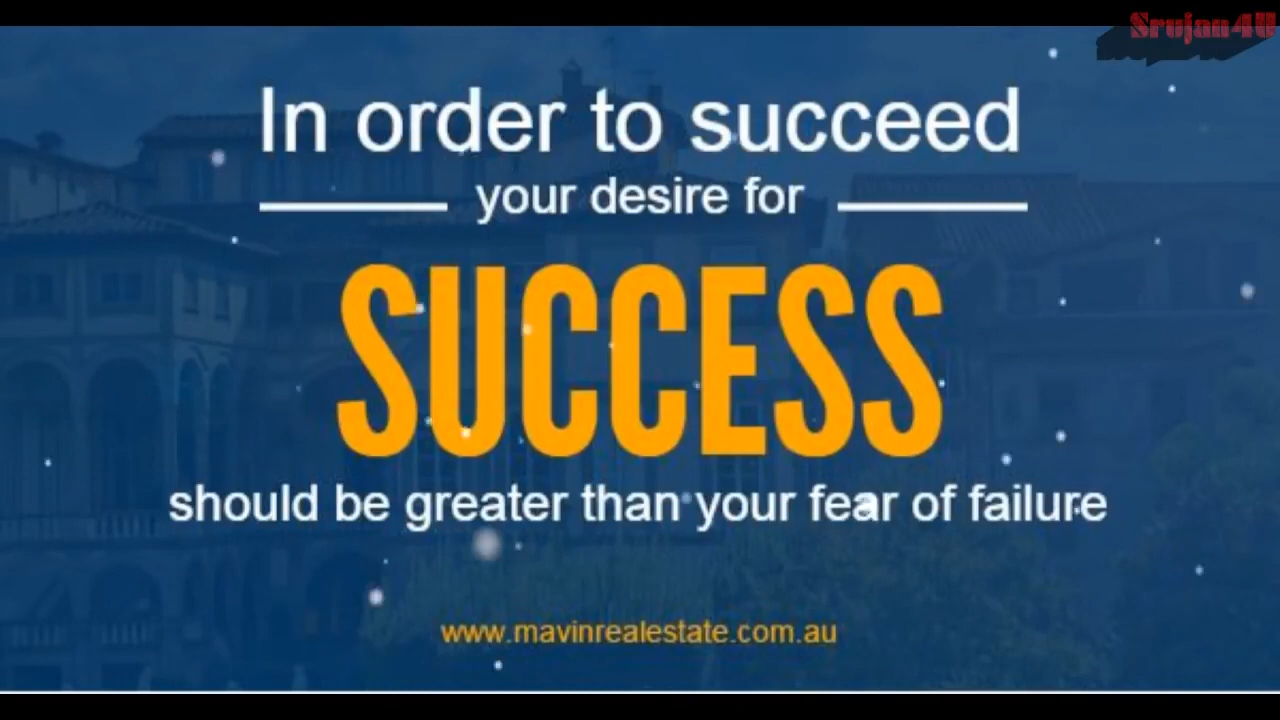 Srujan4U
In order to succeed
your desire for
SUCCESS
should be greater than your fear of failure
www.mavinrealestate.com.au